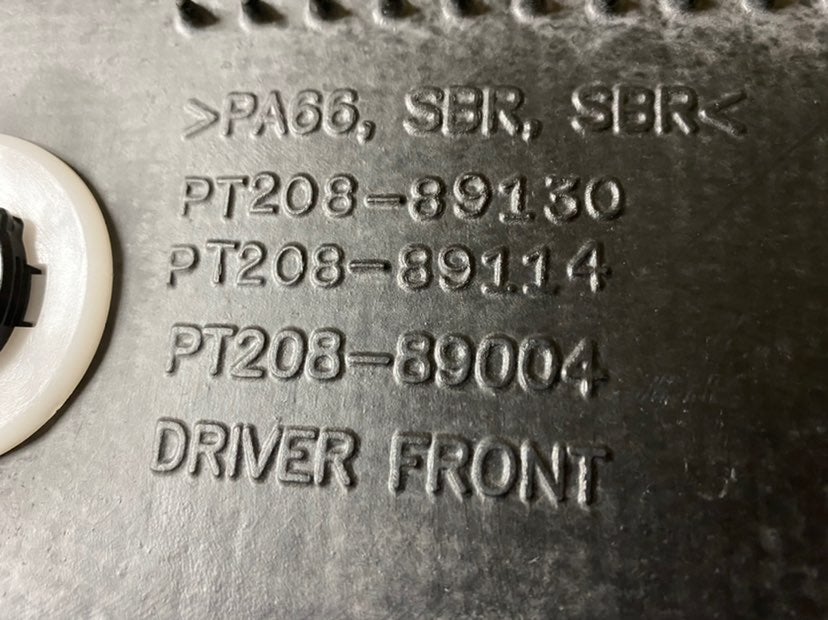 >PA66, SBR, SBR<
PT208-89130
PT208-89114
PT208-89004
DRIVER FRONT